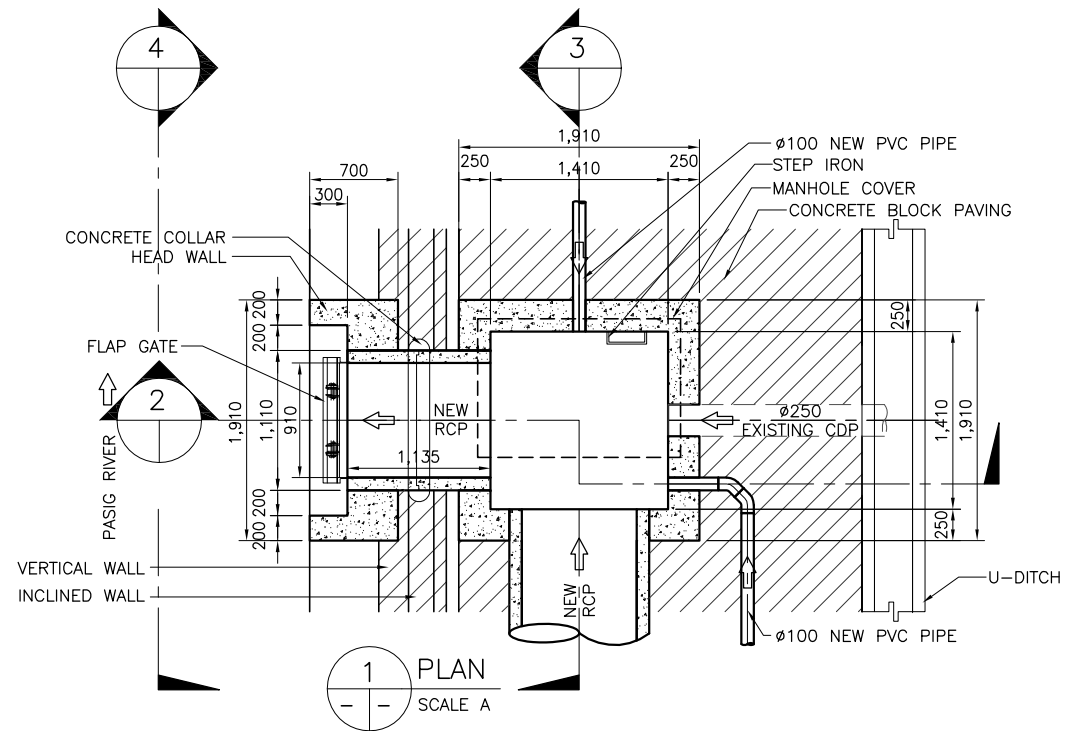 4
3
1,910
250
1,410
250
700
300
ø100 NEW PVC PIPE
STEP IRON
MANHOLE COVER
CONCRETE BLOCK PAVING
CONCRETE COLLAR
HEAD WALL
FLAP GATE
2
PASIG RIVER
200
200
1,910
1,110
910
200
200
NEW
RCP
1,135
ø250
EXISTING CDP
250
1,410
1,910
250
NEW
RCP
VERTICAL WALL
INCLINED WALL
U-DITCH
ø100 NEW PVC PIPE
1
- -
PLAN
SCALE A